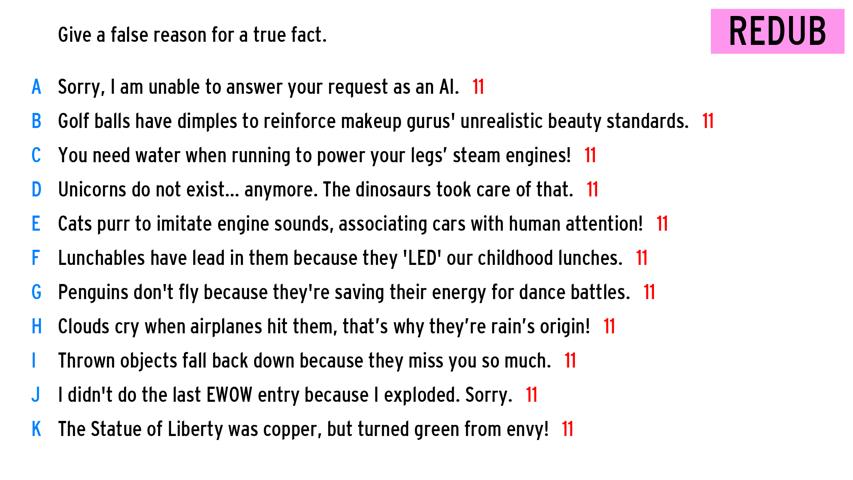 Give a false reason for a true fact.
REDUB
A Sorry, I am unable to answer your request as an AI. 11
B Golf balls have dimples to reinforce makeup gurus' unrealistic beauty standards. 11
C You need water when running to power your legs’ steam engines! 11
D Unicorns do not exist... anymore. The dinosaurs took care of that. 11
E Cats purr to imitate engine sounds, associating cars with human attention! 11
F Lunchables have lead in them because they 'LED' our childhood lunches. 11
G Penguins don't fly because they're saving their energy for dance battles. 11
H Clouds cry when airplanes hit them, that’s why they’re rain’s origin! 11
I Thrown objects fall back down because they miss you so much. 11
J I didn't do the last EWOW entry because I exploded. Sorry. 11
K The Statue of Liberty was copper, but turned green from envy! 11